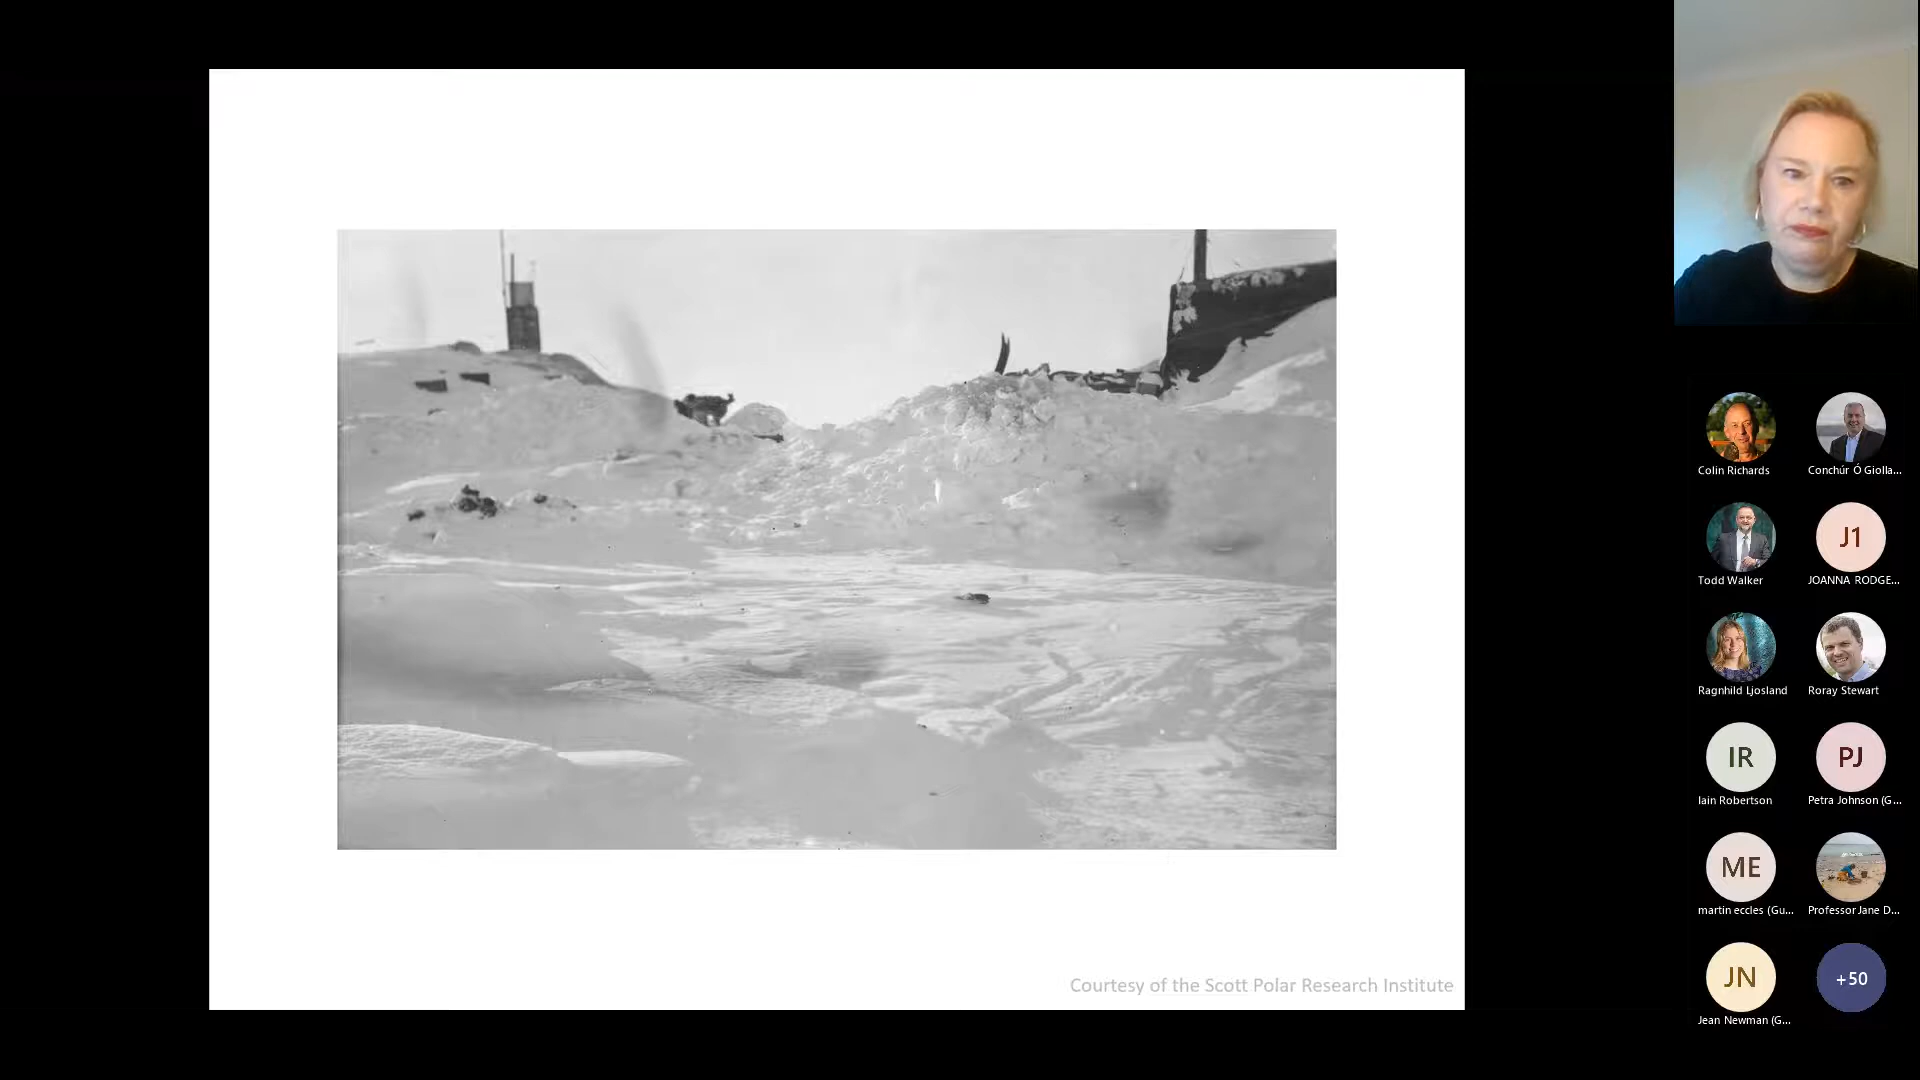 Courtesy of the Scott Polar Research Institute
Colin Richards
Conchúr Ó Giolla...
Todd Walker
J1
JOANNA RODGE...
Ragnhild Ljosland
Roray Stewart
IR
Iain Robertson
PJ
Petra Johnson (G...
ME
martin eccles (Gu...
Professor Jane D...
JN
Jean Newman (G...
+50